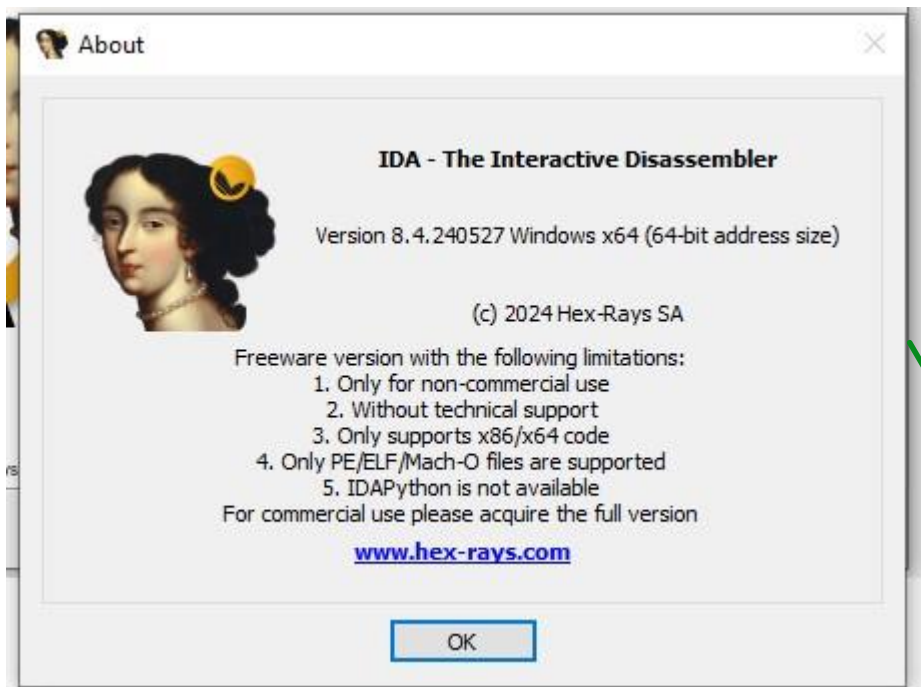 About
IDA - The Interactive Disassembler
Version 8.4.240527 Windows x64 (64-bit address size)
(c) 2024 Hex-Rays SA
Freeware version with the following limitations:
1. Only for non-commercial use
2. Without technical support
3. Only supports x86/x64 code
4. Only PE/ELF/Mach-O files are supported
5. IDAPython is not available
For commercial use please acquire the full version
www.hex-rays.com
OK